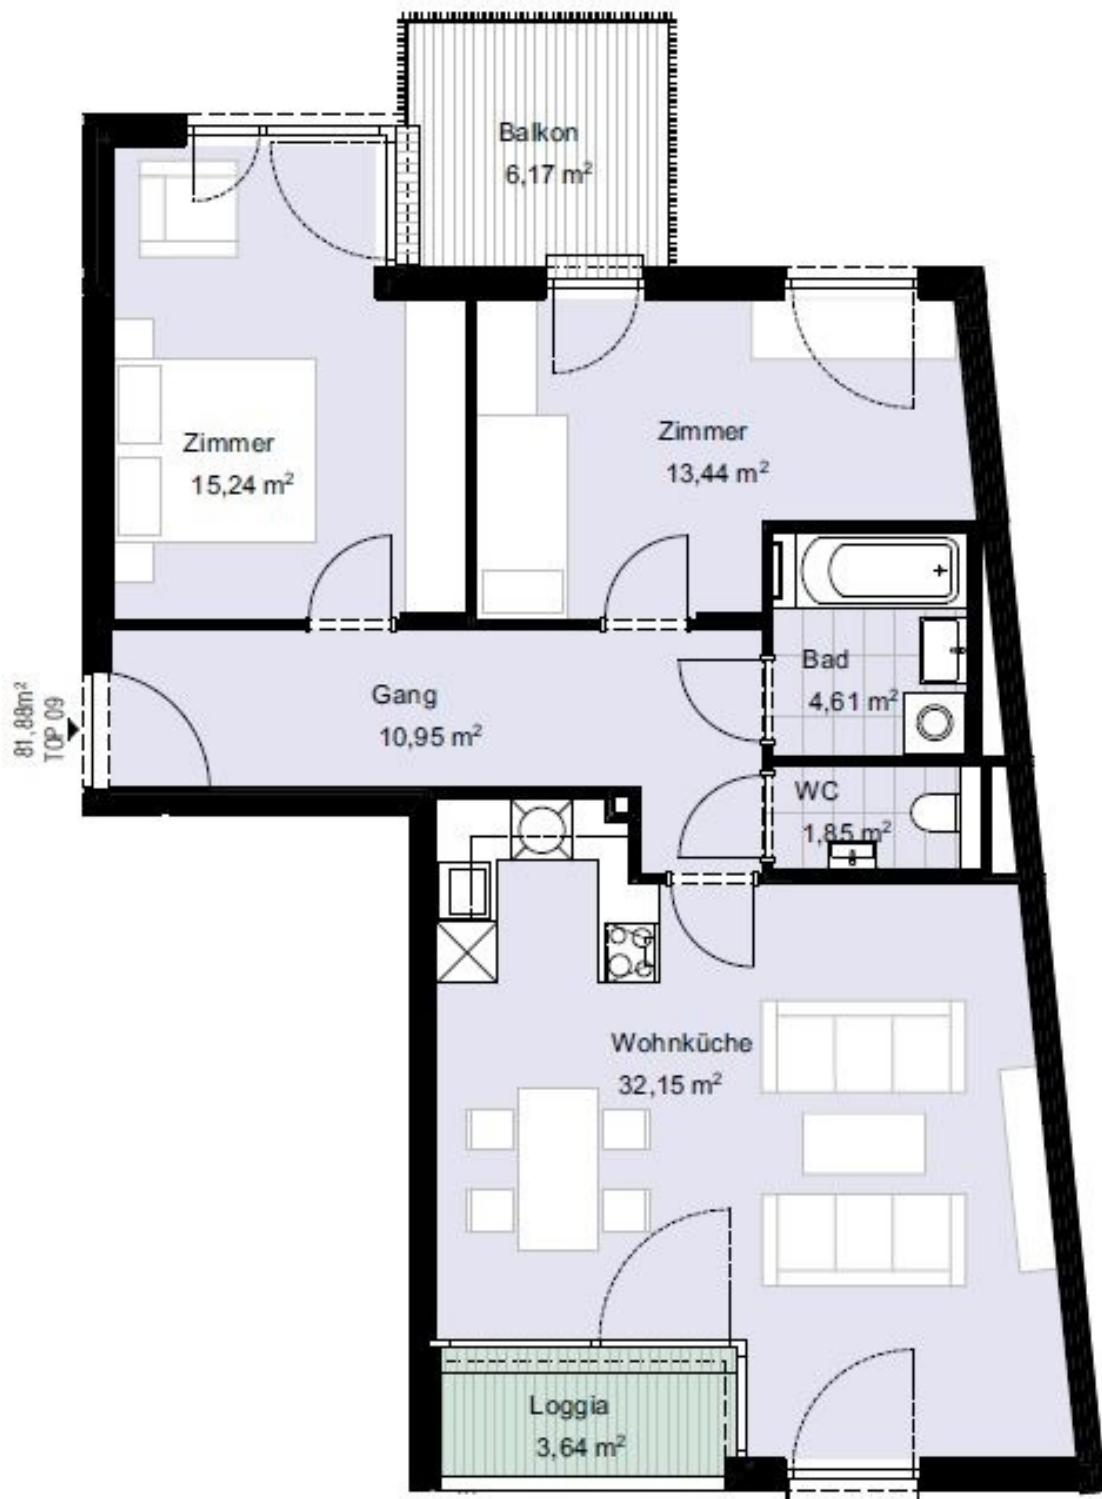 Balkon
6,17 m²
Zimmer
15,24 m²
Zimmer
13,44 m²
Bad
4,61 m²
Gang
10,95 m²
81,88m²
TOP 09
WC
1,85 m²
Wohnküche
32,15 m²
Loggia
3,64 m²